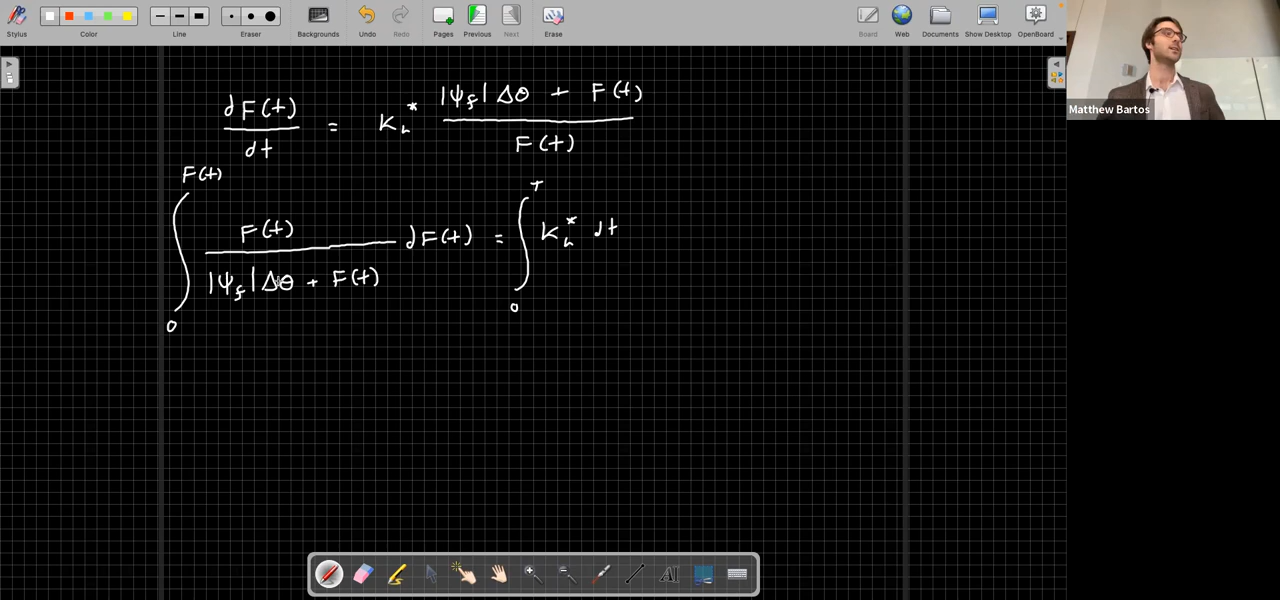 Stylus Color Line Eraser Backgrounds Undo Redo Pages Previous Next Erase Board Web Documents Show Desktop OpenBoard
Matthew Bartos
dF(t)/dt = K_h^* (|ψ_f| Δθ + F(t))/F(t)
∫_0^{F(t)} F(t)/(|ψ_f| Δθ + F(t)) dF(t) = ∫_0^T K_h^* dt